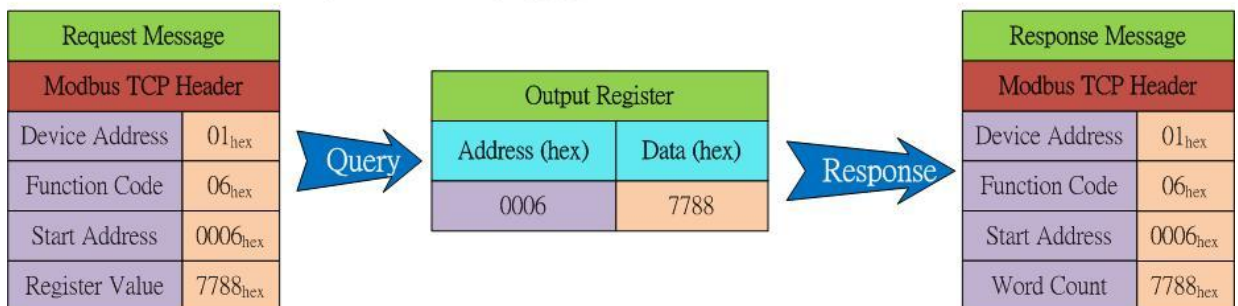 Request Message
Modbus TCP Header
Device Address 01hex
Function Code 06hex
Start Address 0006hex
Register Value 7788hex
Query
Output Register
Address (hex) Data (hex)
0006 7788
Response
Response Message
Modbus TCP Header
Device Address 01hex
Function Code 06hex
Start Address 0006hex
Word Count 7788hex